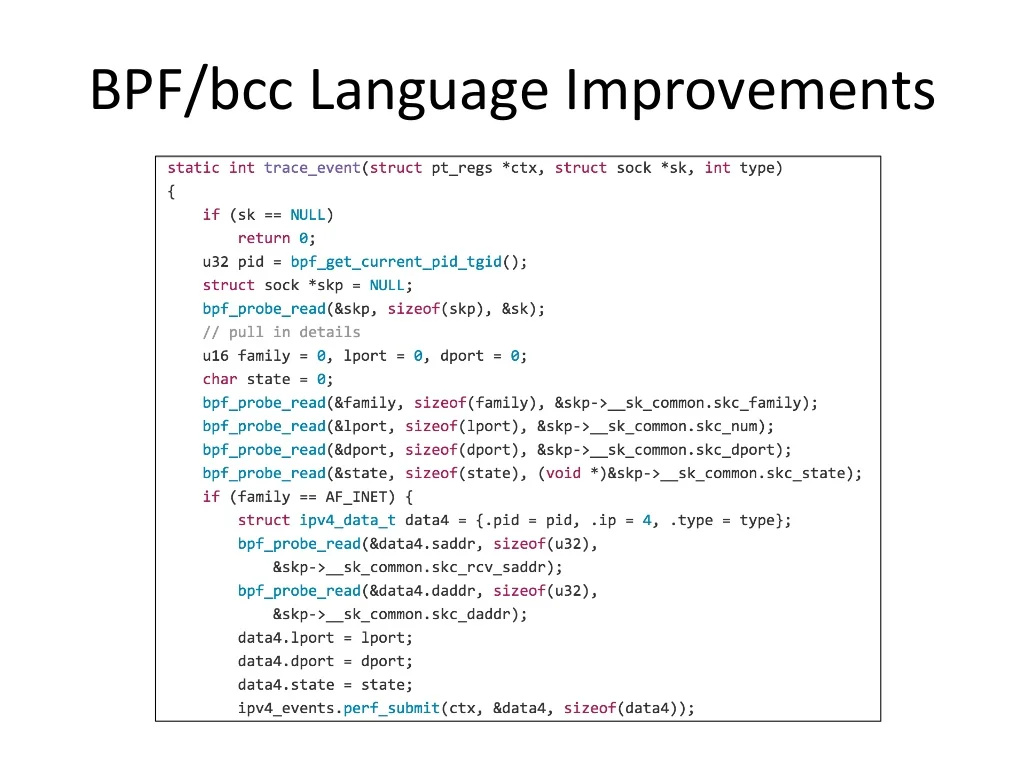 BPF/bcc Language Improvements
static int trace_event(struct pt_regs *ctx, struct sock *sk, int type)
{
    if (sk == NULL)
        return 0;
    u32 pid = bpf_get_current_pid_tgid();
    struct sock *skp = NULL;
    bpf_probe_read(&skp, sizeof(skp), &sk);
    // pull in details
    u16 family = 0, lport = 0, dport = 0;
    char state = 0;
    bpf_probe_read(&family, sizeof(family), &skp->__sk_common.skc_family);
    bpf_probe_read(&lport, sizeof(lport), &skp->__sk_common.skc_num);
    bpf_probe_read(&dport, sizeof(dport), &skp->__sk_common.skc_dport);
    bpf_probe_read(&state, sizeof(state), (void *)&skp->__sk_common.skc_state);
    if (family == AF_INET) {
        struct ipv4_data_t data4 = {.pid = pid, .ip = 4, .type = type};
        bpf_probe_read(&data4.saddr, sizeof(u32),
            &skp->__sk_common.skc_rcv_saddr);
        bpf_probe_read(&data4.daddr, sizeof(u32),
            &skp->__sk_common.skc_daddr);
        data4.lport = lport;
        data4.dport = dport;
        data4.state = state;
        ipv4_events.perf_submit(ctx, &data4, sizeof(data4));